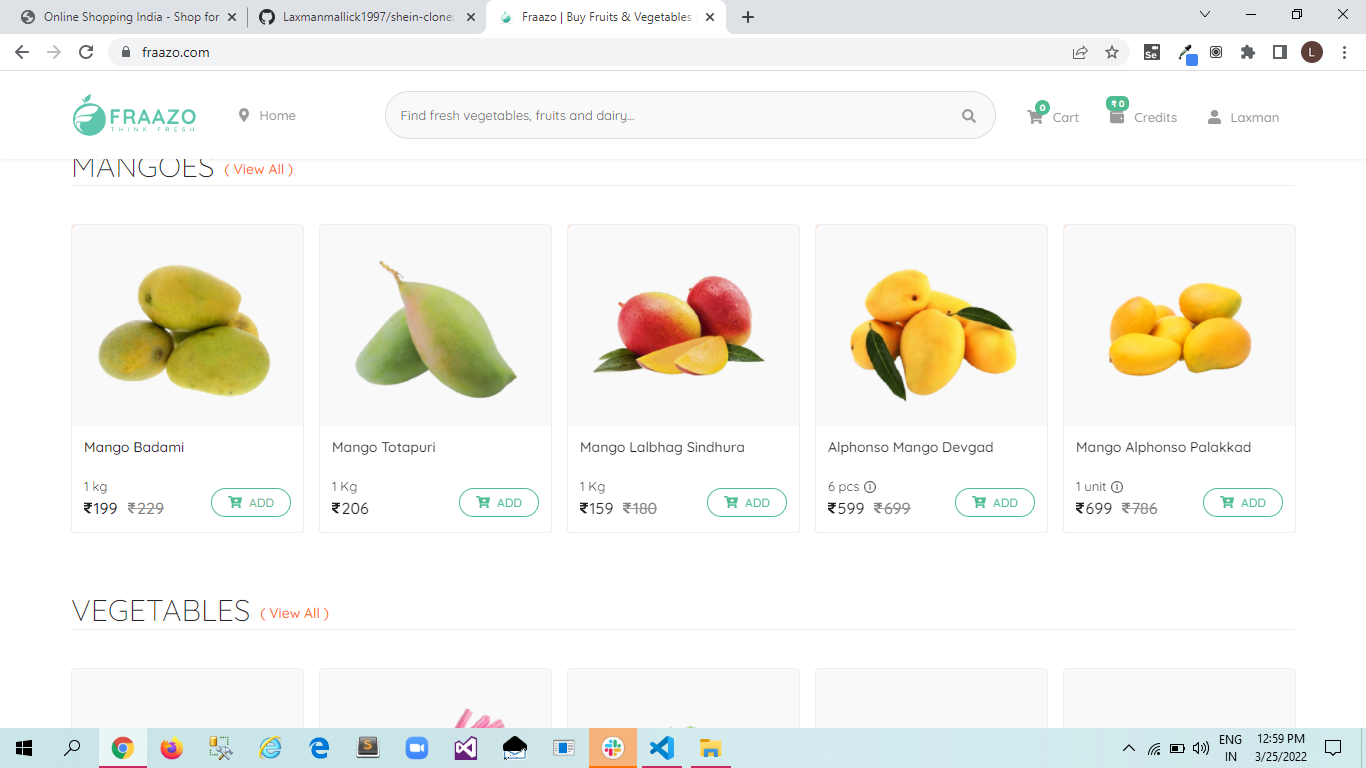 Online Shopping India - Shop for
Laxmanmallick1997/shein-clone:
Fraazo | Buy Fruits & Vegetables
fraazo.com
Se
L
FRAAZO
THINK FRESH
Home
Find fresh vegetables, fruits and dairy...
0
Cart
₹ 0
Credits
Laxman
MANGOES ( View All )
Mango Badami
1 kg
₹199 ₹229
ADD
Mango Totapuri
1 Kg
₹206
ADD
Mango Lalbhag Sindhura
1 Kg
₹159 ₹180
ADD
Alphonso Mango Devgad
6 pcs
₹599 ₹699
ADD
Mango Alphonso Palakkad
1 unit
₹699 ₹786
ADD
VEGETABLES ( View All )
ENG
IN
12:59 PM
3/25/2022